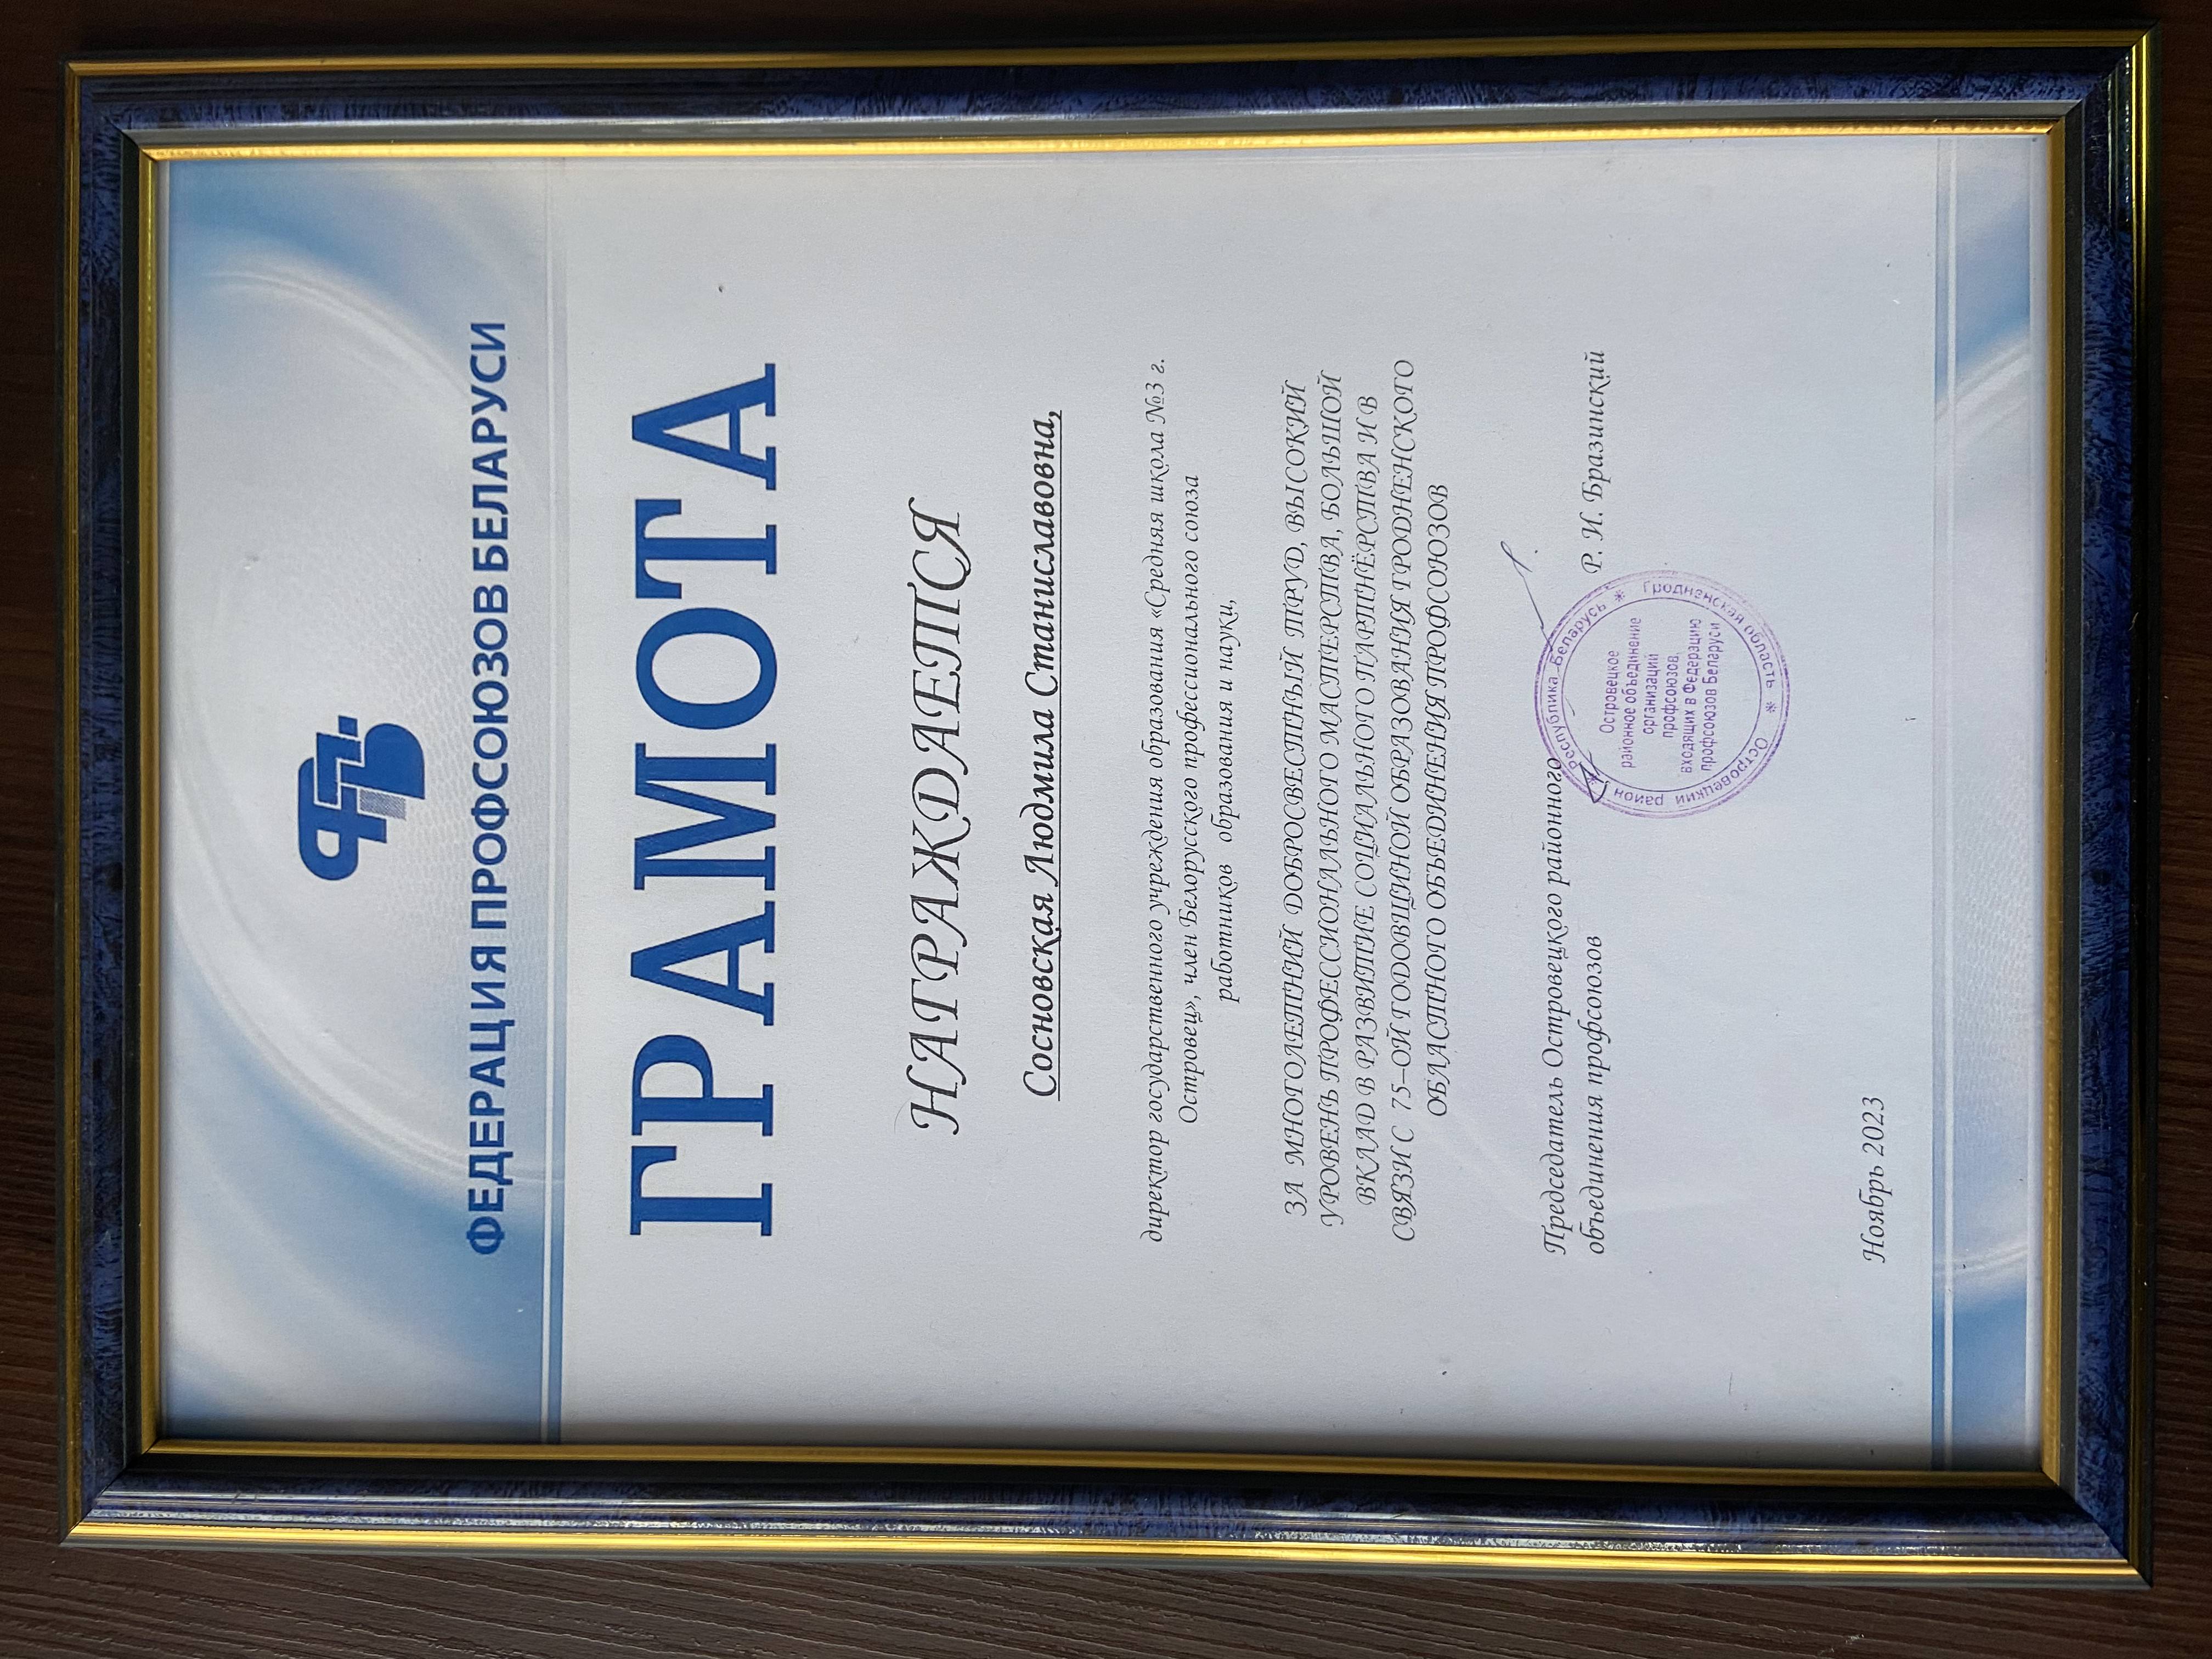 ФПБ
ФЕДЕРАЦИЯ ПРОФСОЮЗОВ БЕЛАРУСИ
ГРАМОТА
НАГРАЖДАЕТСЯ
Сосновская Людмила Станиславовна,
директор государственного учреждения образования «Средняя школа №3 г.
Островец», член Белорусского профессионального союза
работников образования и науки,
ЗА МНОГОЛЕТНИЙ ДОБРОСВЕСТНЫЙ ТРУД, ВЫСОКИЙ
УРОВЕНЬ ПРОФЕССИОНАЛЬНОГО МАСТЕРСТВА, БОЛЬШОЙ
ВКЛАД В РАЗВИТИЕ СОЦИАЛЬНОГО ПАРТНЁРСТВА И В
СВЯЗИ С 75–ОЙ ГОДОВЩИНОЙ ОБРАЗОВАНИЯ ГРОДНЕНСКОГО
ОБЛАСТНОГО ОБЪЕДИНЕНИЯ ПРОФСОЮЗОВ
Председатель Островецкого районного
объединения профсоюзов
Р. И. Бразинский
Республика Беларусь * Гродненская область * Островецкий район *
Островецкое
районное объединение
организаций
профсоюзов,
входящих в Федерацию
профсоюзов Беларуси
Ноябрь 2023